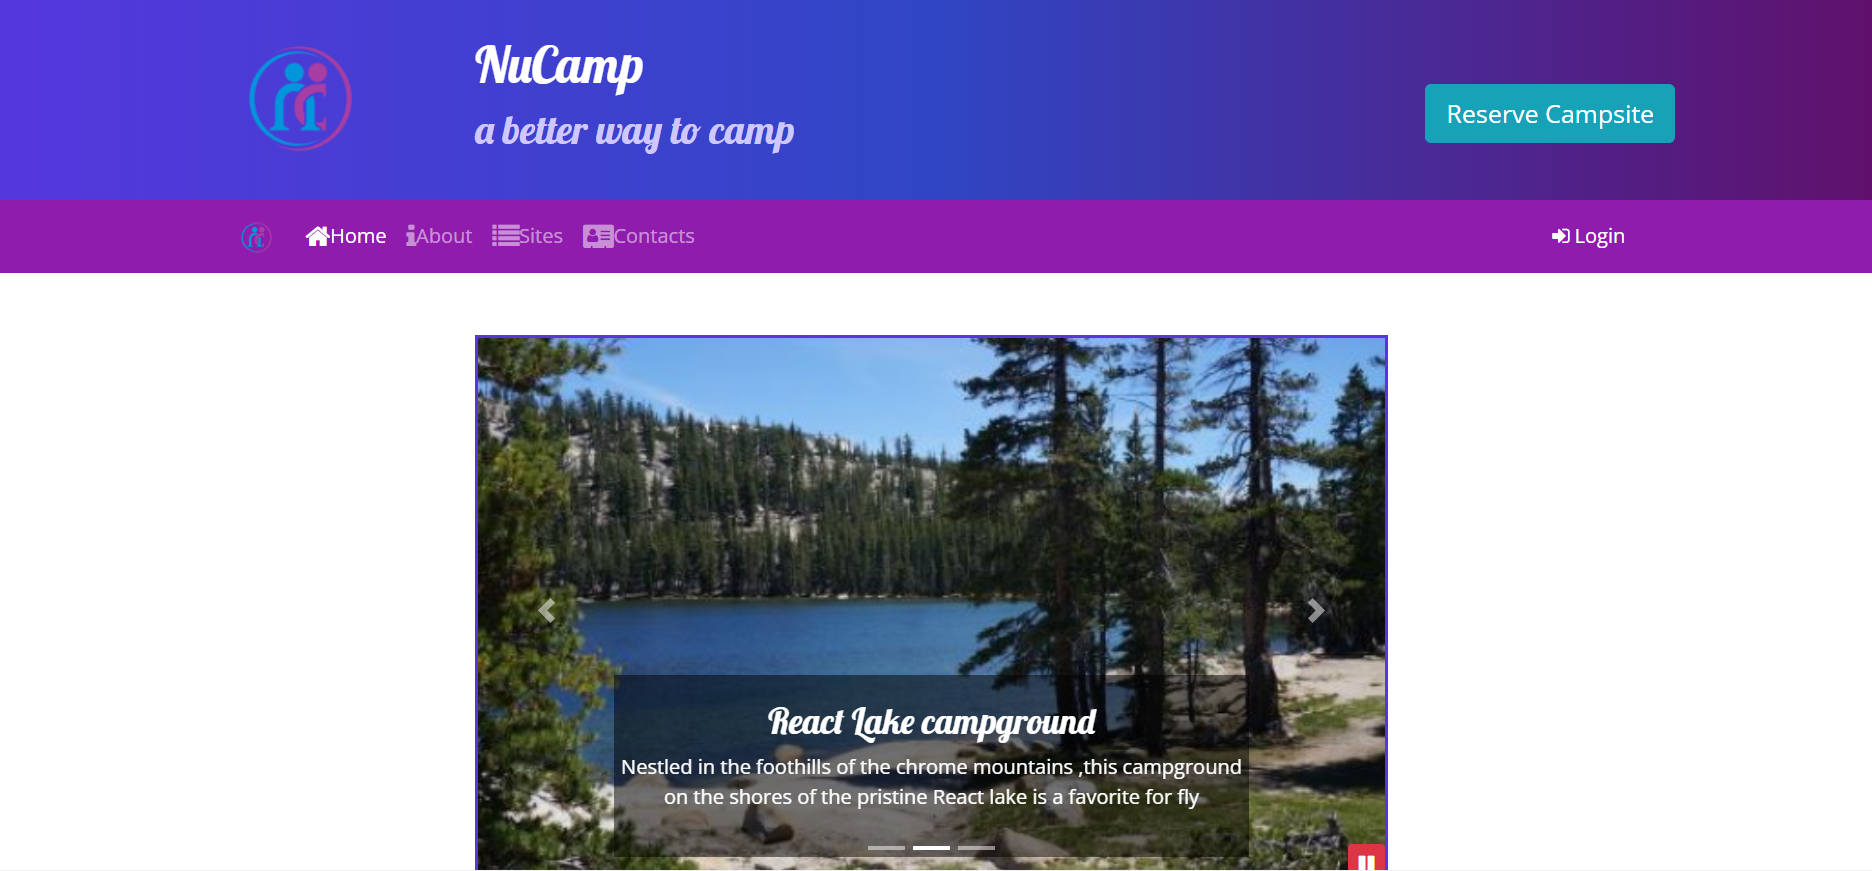 NuCamp
a better way to camp
Reserve Campsite
Home About Sites Contacts Login
React Lake campground
Nestled in the foothills of the chrome mountains ,this campground
on the shores of the pristine React lake is a favorite for fly